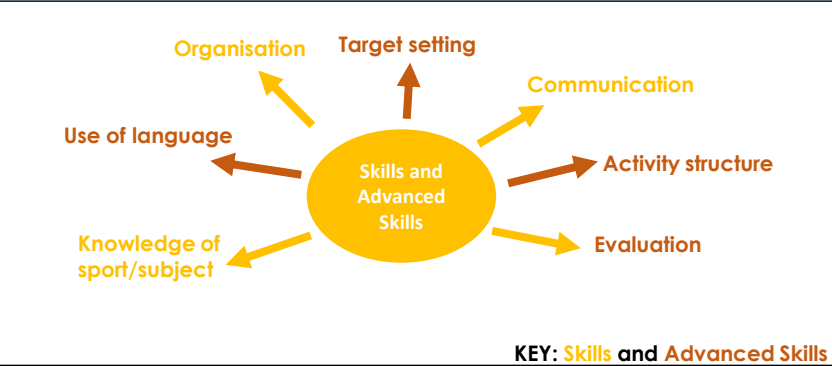 Organisation
Target setting
Communication
Use of language
Skills and
Advanced
Skills
Activity structure
Knowledge of
sport/subject
Evaluation
KEY: Skills and Advanced Skills